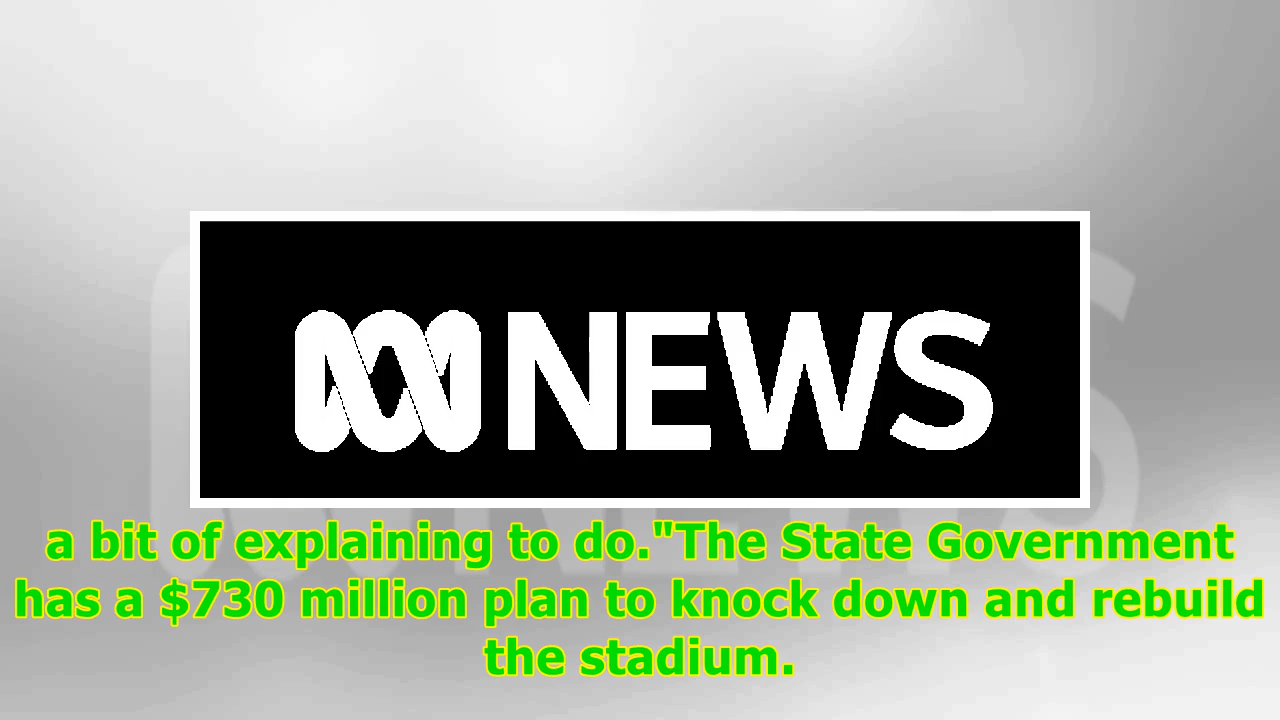 NEWS
a bit of explaining to do."The State Government
has a $730 million plan to knock down and rebuild
the stadium.